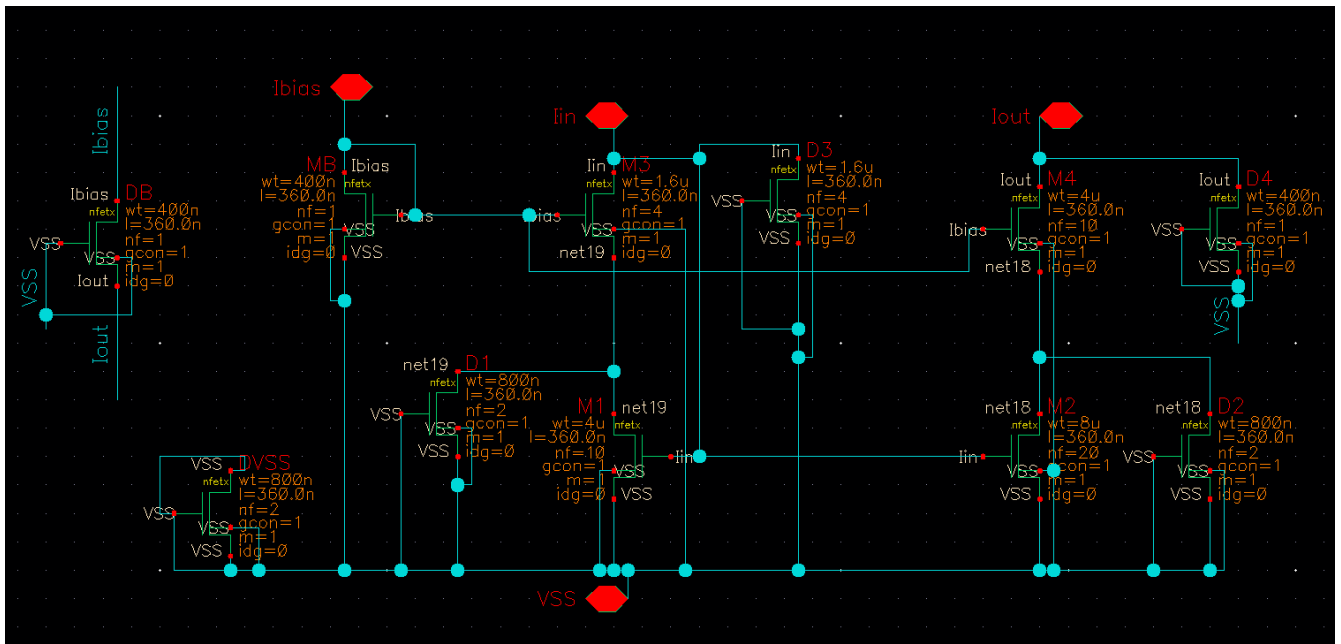 Ibias
Iin
Iout
Ibias
Ibias
DB
wt=400n
nfetx
l=360.0n
VSS
nf=1
gcon=1
VSS
m=1
idg=0
Iout
VSS
Iout
MB
Ibias
wt=400n
nfetx
l=360.0n
nf=1
Ibias
gcon=1
VSS
m=1
VSS
idg=0
Iin
M3
wt=1.6u
nfetx
l=360.0n
nf=4
gcon=1
VSS
m=1
net19
idg=0
Iin
D3
wt=1.6u
nfetx
l=360.0n
VSS
nf=4
VSS
gcon=1
m=1
VSS
idg=0
Iout
M4
wt=4u
nfetx
l=360.0n
nf=10
Ibias
gcon=1
VSS
m=1
net18
idg=0
Iout
D4
wt=400n
nfetx
l=360.0n
VSS
nf=1
gcon=1
VSS
m=1
VSS
idg=0
VSS
net19
D1
nfetx
wt=800n
l=360.0n
VSS
nf=2
gcon=1
VSS
m=1
VSS
idg=0
M1
net19
wt=4u
nfetx
l=360.0n
nf=10
Iin
gcon=1
VSS
m=1
VSS
idg=0
net18
M2
wt=8u
nfetx
l=360.0n
nf=20
Iin
gcon=1
VSS
m=1
VSS
idg=0
net18
D2
wt=800n
nfetx
l=360.0n
VSS
nf=2
gcon=1
VSS
m=1
VSS
idg=0
VSS
DVSS
wt=800n
nfetx
l=360.0n
VSS
nf=2
VSS
gcon=1
m=1
VSS
idg=0
VSS